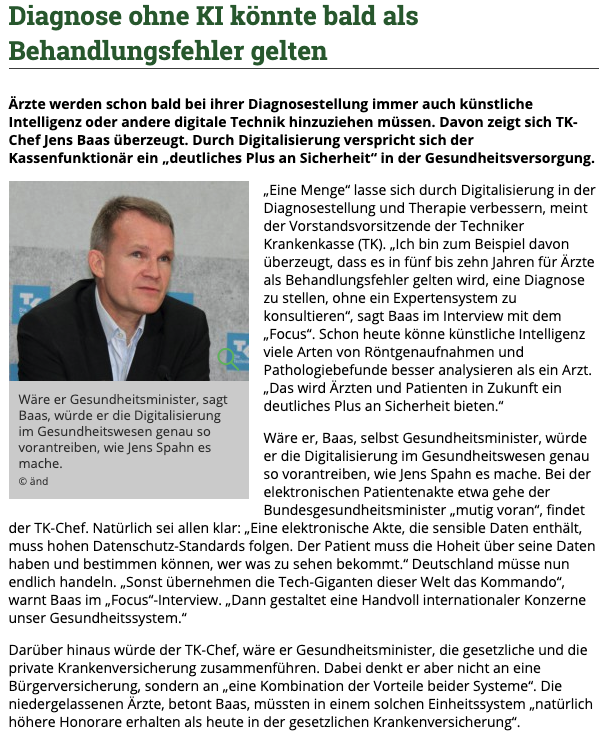 Diagnose ohne KI könnte bald als
Behandlungsfehler gelten
Ärzte werden schon bald bei ihrer Diagnosestellung immer auch künstliche
Intelligenz oder andere digitale Technik hinzuziehen müssen. Davon zeigt sich TK-
Chef Jens Baas überzeugt. Durch Digitalisierung verspricht sich der
Kassenfunktionär ein „deutliches Plus an Sicherheit“ in der Gesundheitsversorgung.
TK
TK
Wäre er Gesundheitsminister, sagt
Baas, würde er die Digitalisierung
im Gesundheitswesen genau so
vorantreiben, wie Jens Spahn es
mache.
© änd
„Eine Menge“ lasse sich durch Digitalisierung in der
Diagnosestellung und Therapie verbessern, meint
der Vorstandsvorsitzende der Techniker
Krankenkasse (TK). „Ich bin zum Beispiel davon
überzeugt, dass es in fünf bis zehn Jahren für Ärzte
als Behandlungsfehler gelten wird, eine Diagnose
zu stellen, ohne ein Expertensystem zu
konsultieren“, sagt Baas im Interview mit dem
„Focus“. Schon heute könne künstliche Intelligenz
viele Arten von Röntgenaufnahmen und
Pathologiebefunde besser analysieren als ein Arzt.
„Das wird Ärzten und Patienten in Zukunft ein
deutliches Plus an Sicherheit bieten.“
Wäre er, Baas, selbst Gesundheitsminister, würde
er die Digitalisierung im Gesundheitswesen genau
so vorantreiben, wie Jens Spahn es mache. Bei der
elektronischen Patientenakte etwa gehe der
Bundesgesundheitsminister „mutig voran“, findet
der TK-Chef. Natürlich sei allen klar: „Eine elektronische Akte, die sensible Daten enthält,
muss hohen Datenschutz-Standards folgen. Der Patient muss die Hoheit über seine Daten
haben und bestimmen können, wer was zu sehen bekommt.“ Deutschland müsse nun
endlich handeln. „Sonst übernehmen die Tech-Giganten dieser Welt das Kommando“,
warnt Baas im „Focus“-Interview. „Dann gestaltet eine Handvoll internationaler Konzerne
unser Gesundheitssystem.“
Darüber hinaus würde der TK-Chef, wäre er Gesundheitsminister, die gesetzliche und die
private Krankenversicherung zusammenführen. Dabei denkt er aber nicht an eine
Bürgerversicherung, sondern an „eine Kombination der Vorteile beider Systeme“. Die
niedergelassenen Ärzte, betont Baas, müssten in einem solchen Einheitssystem „natürlich
höhere Honorare erhalten als heute in der gesetzlichen Krankenversicherung“.